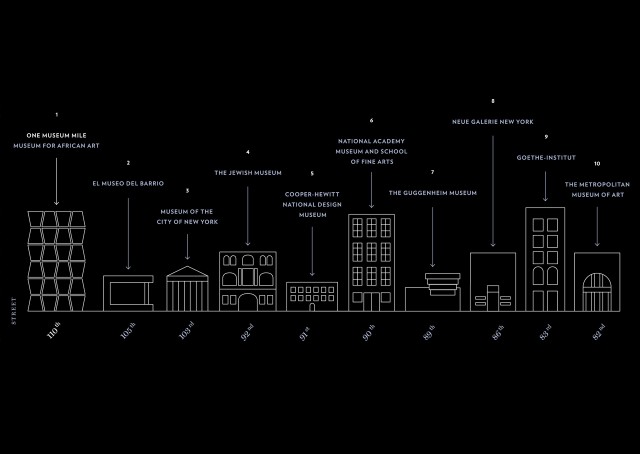 1
ONE MUSEUM MILE
MUSEUM FOR AFRICAN ART
2
EL MUSEO DEL BARRIO
3
MUSEUM OF THE
CITY OF NEW YORK
4
THE JEWISH MUSEUM
5
COOPER-HEWITT
NATIONAL DESIGN
MUSEUM
6
NATIONAL ACADEMY
MUSEUM AND SCHOOL
OF FINE ARTS
7
THE GUGGENHEIM MUSEUM
8
NEUE GALERIE NEW YORK
9
GOETHE-INSTITUT
10
THE METROPOLITAN
MUSEUM OF ART
STREET
110th
105th
103rd
92nd
91st
90th
89th
86th
83rd
82nd